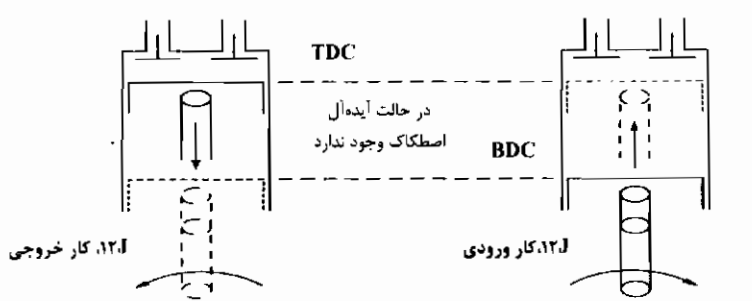 TDC
در حالت آیده‌آل
اصطکاک وجود ندارد
BDC
۱۲J، کار خروجی
۱۲J، کار ورودی